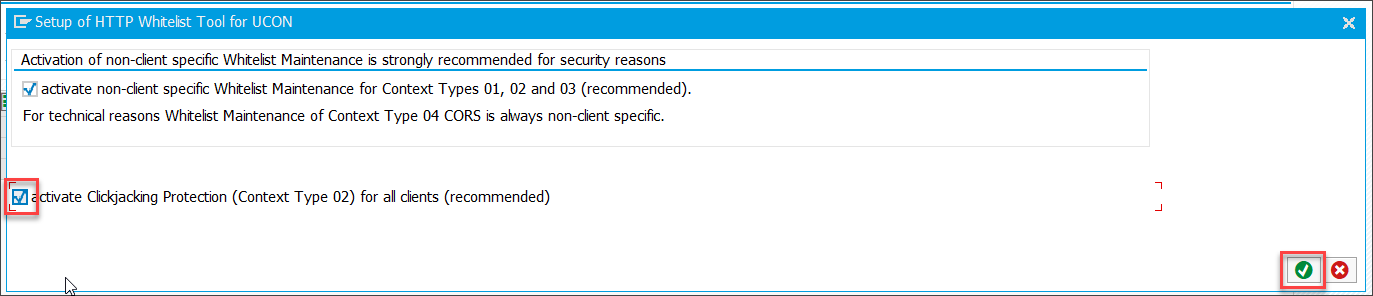 Setup of HTTP Whitelist Tool for UCON
Activation of non-client specific Whitelist Maintenance is strongly recommended for security reasons
activate non-client specific Whitelist Maintenance for Context Types 01, 02 and 03 (recommended).
For technical reasons Whitelist Maintenance of Context Type 04 CORS is always non-client specific.
activate Clickjacking Protection (Context Type 02) for all clients (recommended)